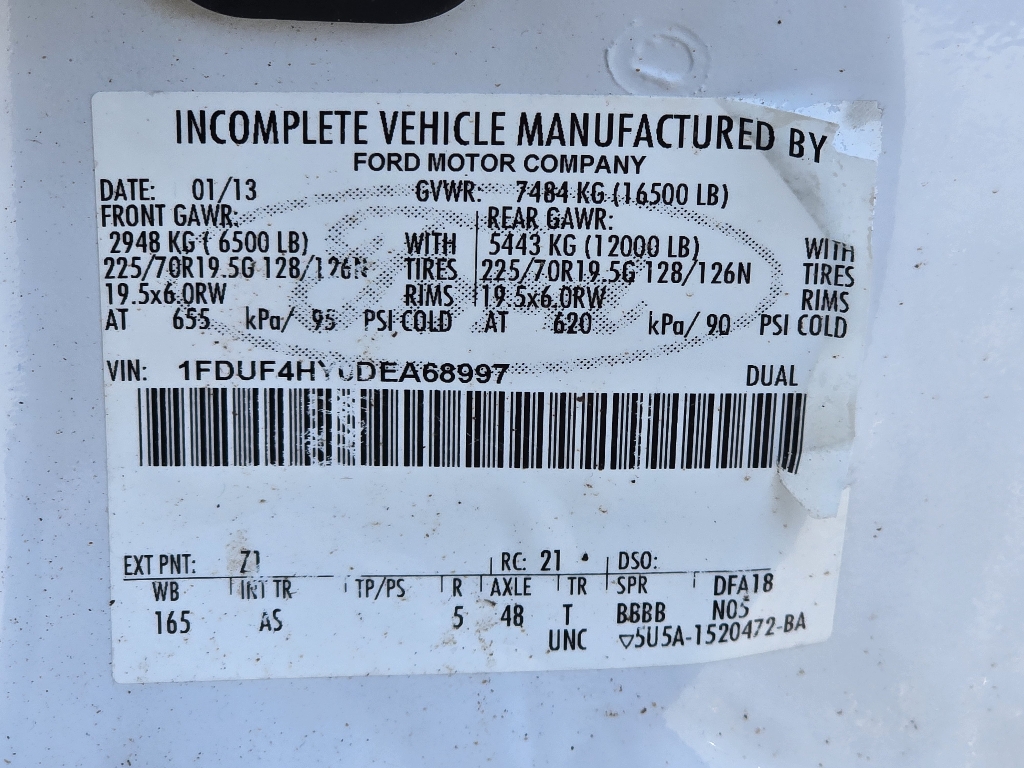 INCOMPLETE VEHICLE MANUFACTURED BY
FORD MOTOR COMPANY
DATE: 01/13 GVWR: 7484 KG (16500 LB)
FRONT GAWR: REAR GAWR:
2948 KG ( 6500 LB) WITH 5443 KG (12000 LB) WITH
225/70R19.5G 128/126N TIRES 225/70R19.5G 128/126N TIRES
19.5x6.0RW RIMS 19.5x6.0RW RIMS
AT 655 kPa/ 95 PSI COLD AT 620 kPa/ 90 PSI COLD
VIN: 1FDUF4HY0DEA68997 DUAL
EXT PNT: Z1 RC: 21 DSO:
WB INT TR TP/PS R AXLE TR SPR DFA18
165 AS 5 48 T BBBB N05
UNC ▽5U5A-1520472-BA